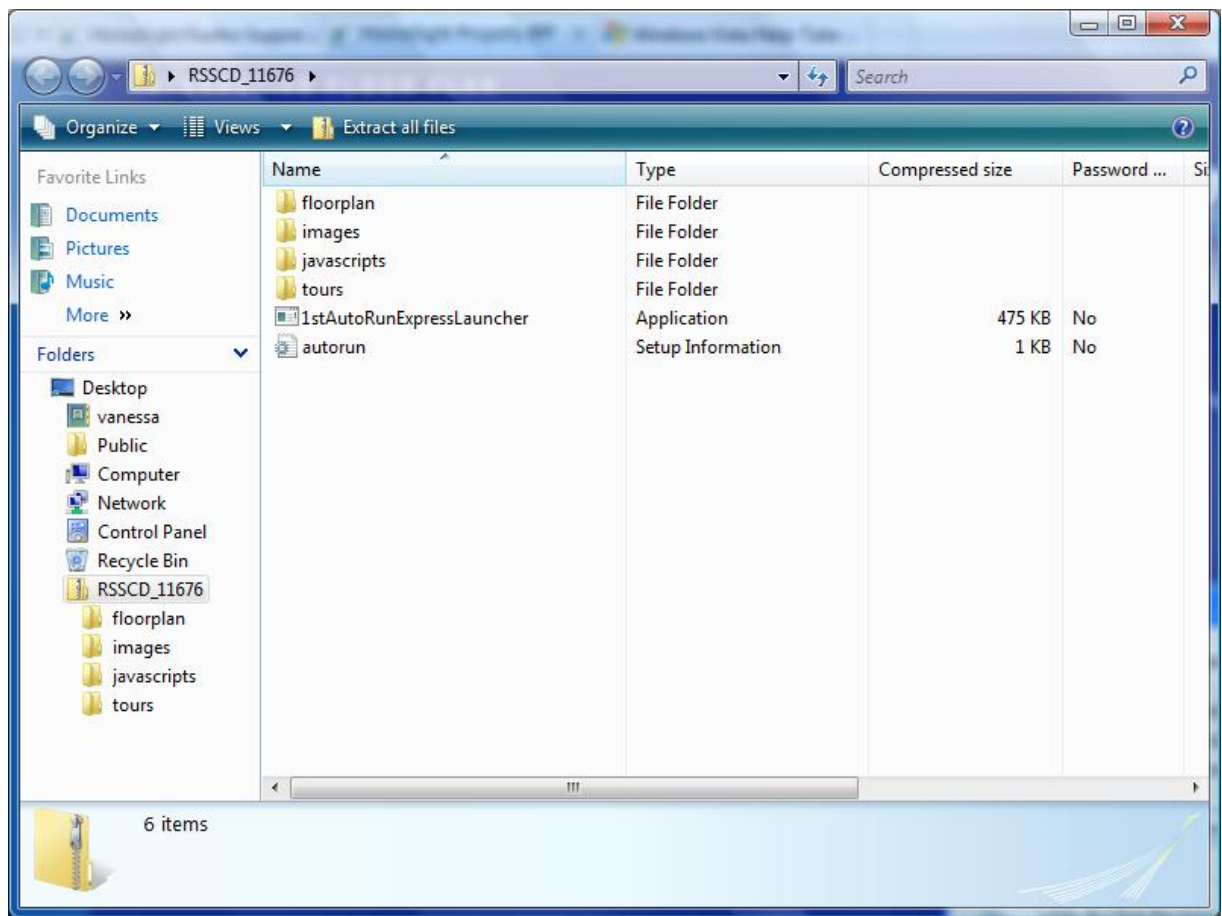 RSSCD_11676
Search
Organize Views Extract all files
Favorite Links
Documents
Pictures
Music
More »
Folders
Desktop
vanessa
Public
Computer
Network
Control Panel
Recycle Bin
RSSCD_11676
floorplan
images
javascripts
tours
Name Type Compressed size Password ...
floorplan File Folder
images File Folder
javascripts File Folder
tours File Folder
1stAutoRunExpressLauncher Application 475 KB No
autorun Setup Information 1 KB No
6 items